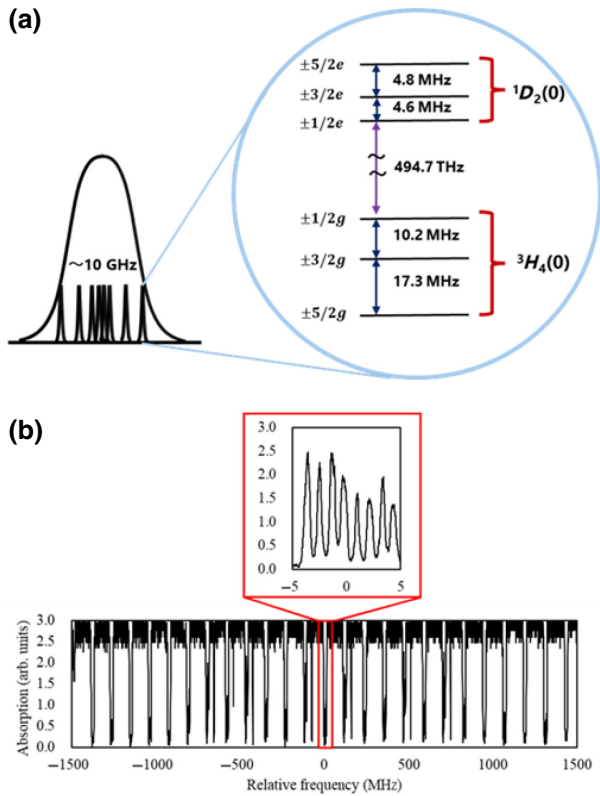 (a)
±5/2e
4.8 MHz
±3/2e
4.6 MHz
±1/2e
¹D₂(0)
494.7 THz
~10 GHz
±1/2g
10.2 MHz
±3/2g
17.3 MHz
±5/2g
³H₄(0)
(b)
3.0
2.5
2.0
1.5
1.0
0.5
0.0
−5 0 5
Absorption (arb. units)
3.0
2.5
2.0
1.5
1.0
0.5
0.0
−1500 −1000 −500 0 500 1000 1500
Relative frequency (MHz)